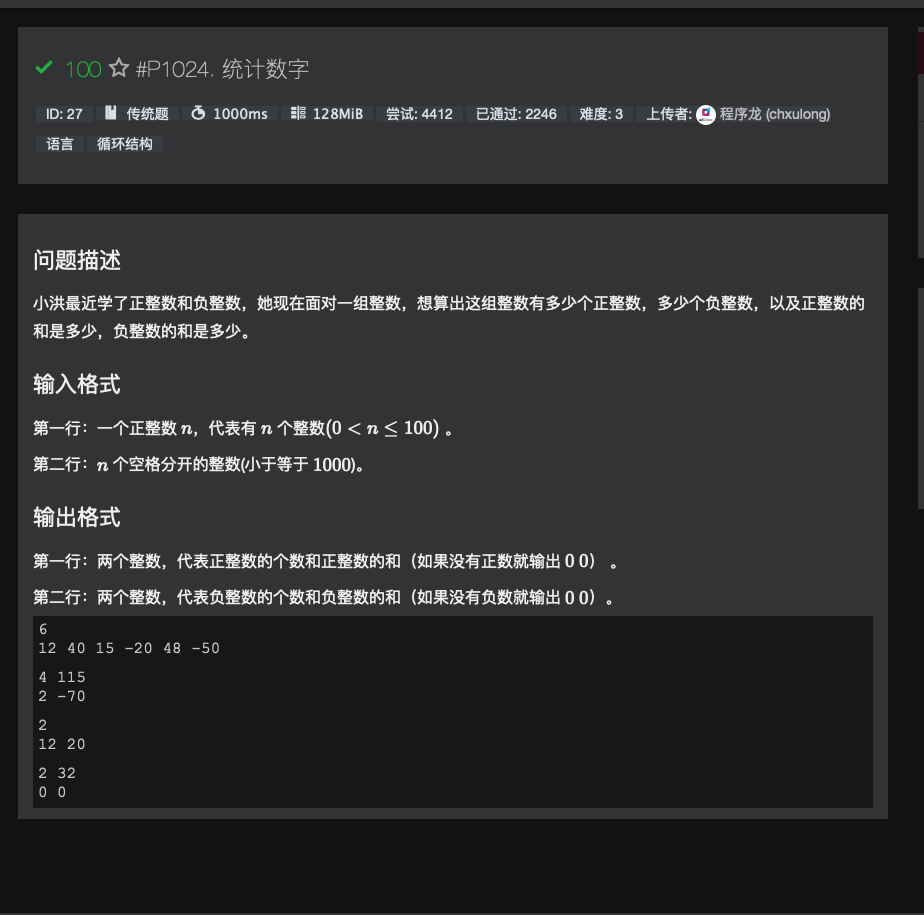 100 ☆ #P1024. 统计数字
ID: 27 传统题 1000ms 128MiB 尝试: 4412 已通过: 2246 难度: 3 上传者: 程序龙 (chxulong)
语言 循环结构
问题描述
小洪最近学了正整数和负整数，她现在面对一组整数，想算出这组整数有多少个正整数，多少个负整数，以及正整数的
和是多少，负整数的和是多少。
输入格式
第一行：一个正整数 n，代表有 n 个整数(0 < n ≤ 100) 。
第二行：n 个空格分开的整数(小于等于 1000)。
输出格式
第一行：两个整数，代表正整数的个数和正整数的和（如果没有正数就输出 0 0） 。
第二行：两个整数，代表负整数的个数和负整数的和（如果没有负数就输出 0 0）。
6
12 40 15 -20 48 -50
4 115
2 -70
2
12 20
2 32
0 0